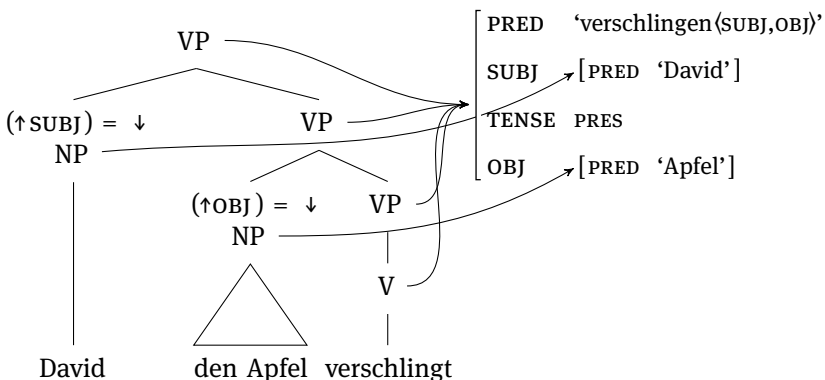 PRED ‘verschlingen⟨SUBJ,OBJ⟩’
VP
SUBJ [PRED ‘David’]
(↑SUBJ) = ↓ VP TENSE PRES
NP
OBJ [PRED ‘Apfel’]
(↑OBJ) = ↓ VP
NP
V
David den Apfel verschlingt